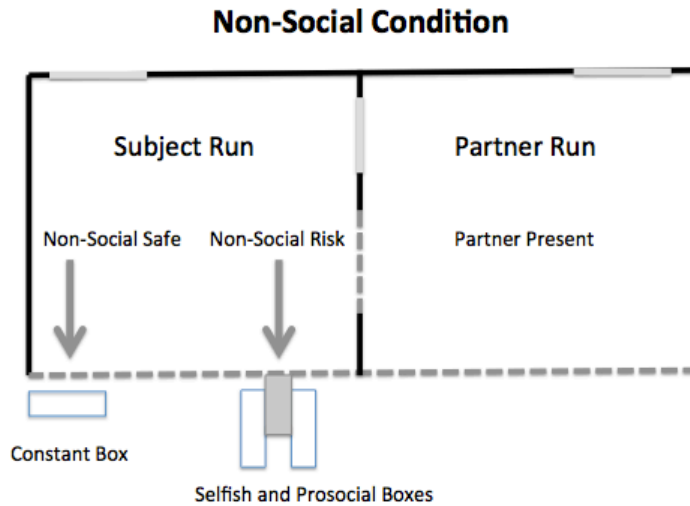 Non-Social Condition
Subject Run
Partner Run
Non-Social Safe
Non-Social Risk
Partner Present
Constant Box
Selfish and Prosocial Boxes